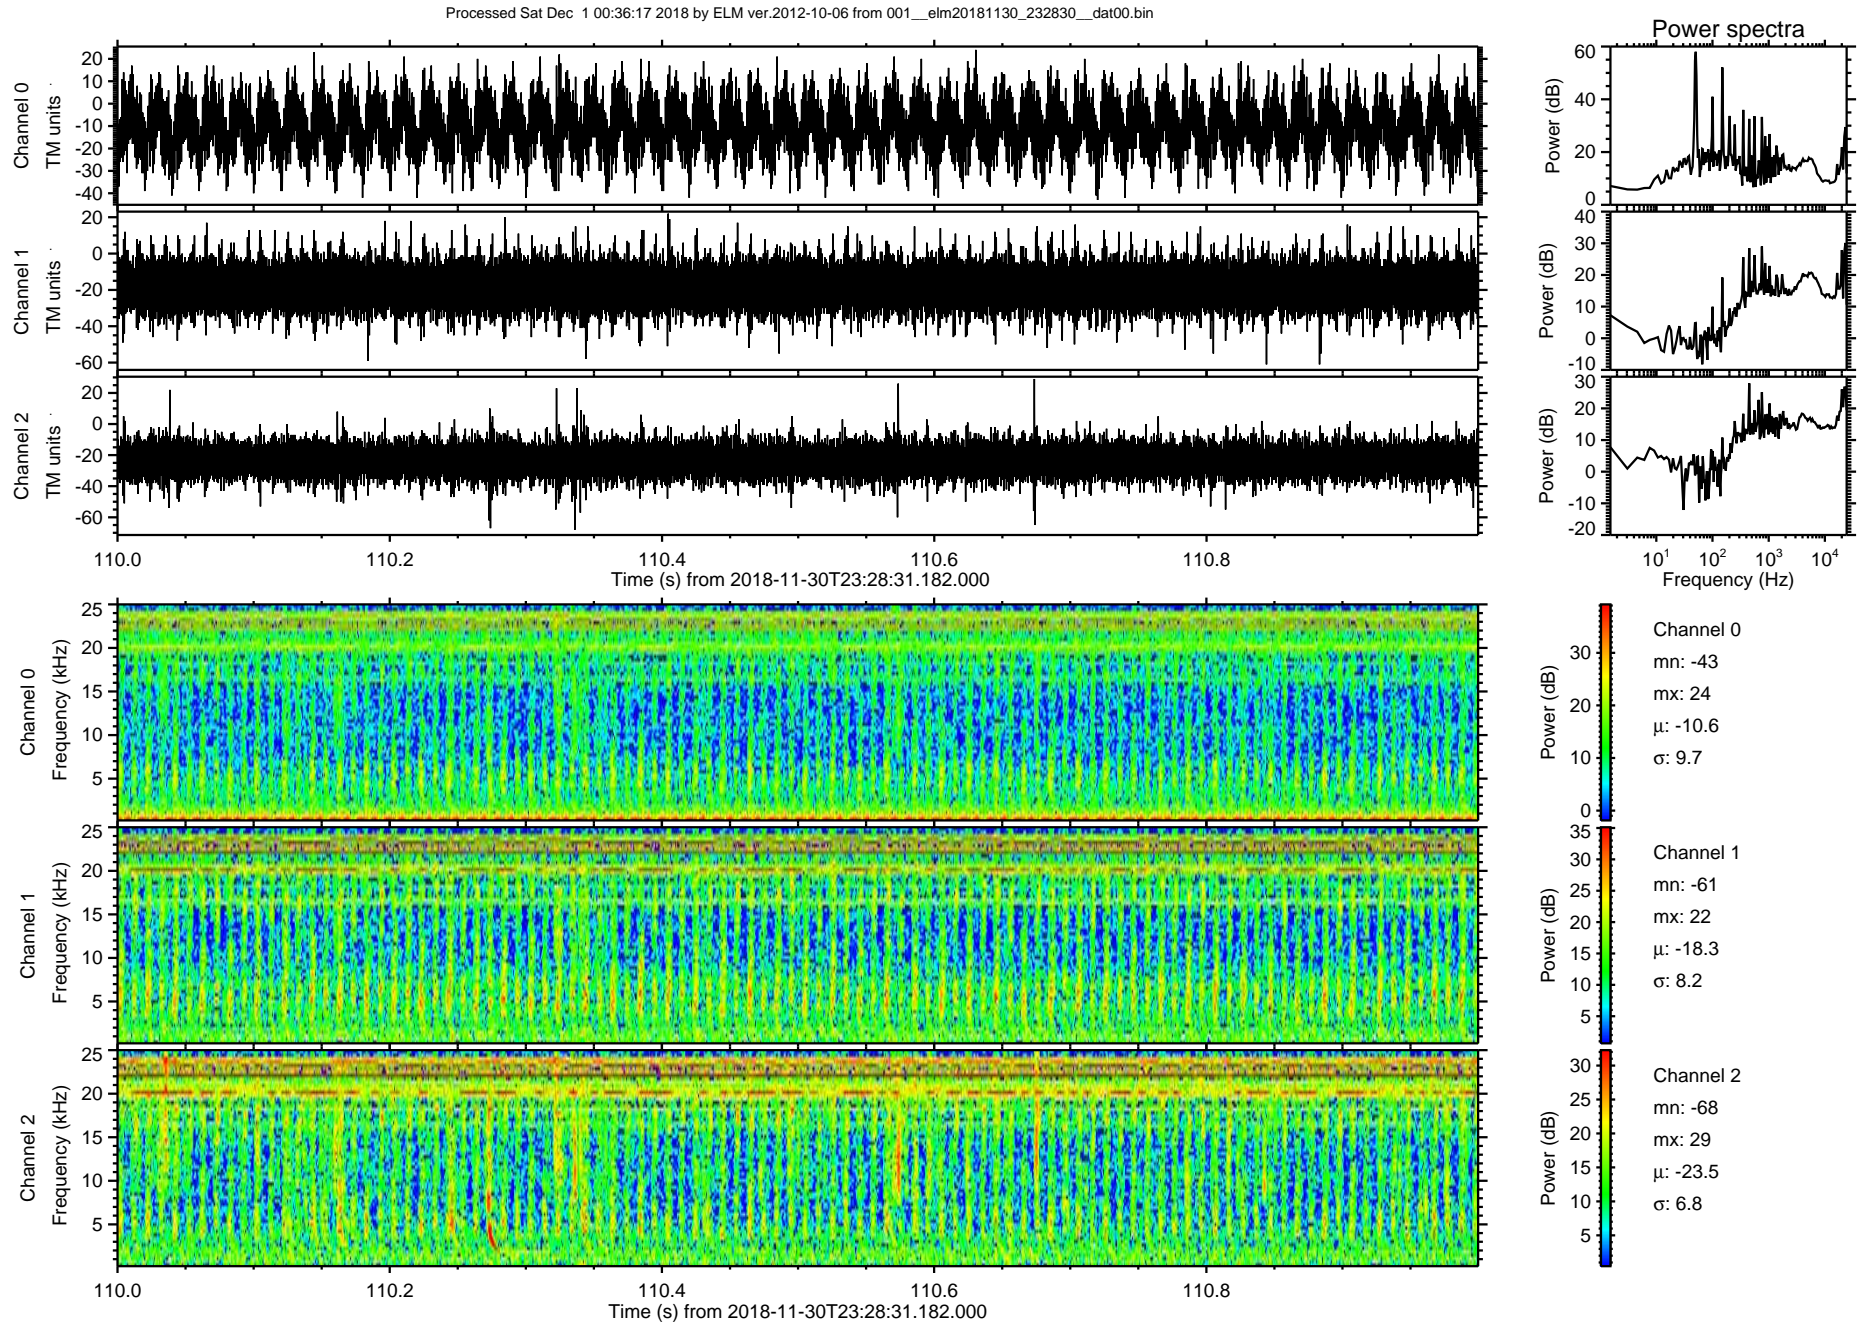 Processed Sat Dec 1 00:36:17 2018 by ELM ver.2012-10-06 from 001__elm20181130_232830__dat00.bin
Power spectra
Channel 0
TM units
20
10
0
-10
-20
-30
-40
Power (dB)
60
40
20
0
Channel 1
TM units
20
0
-20
-40
-60
Power (dB)
40
30
20
10
0
-10
Channel 2
TM units
20
0
-20
-40
-60
Power (dB)
30
20
10
0
-10
-20
110.0 110.2 110.4 110.6 110.8
Time (s) from 2018-11-30T23:28:31.182.000
10^1 10^2 10^3 10^4
Frequency (Hz)
Channel 0
Frequency (kHz)
25
20
15
10
5
Power (dB)
30
20
10
0
Channel 0
mn: -43
mx: 24
µ: -10.6
σ: 9.7
Channel 1
Frequency (kHz)
25
20
15
10
5
Power (dB)
35
30
25
20
15
10
5
Channel 1
mn: -61
mx: 22
µ: -18.3
σ: 8.2
Channel 2
Frequency (kHz)
25
20
15
10
5
Power (dB)
30
25
20
15
10
5
Channel 2
mn: -68
mx: 29
µ: -23.5
σ: 6.8
110.0 110.2 110.4 110.6 110.8
Time (s) from 2018-11-30T23:28:31.182.000